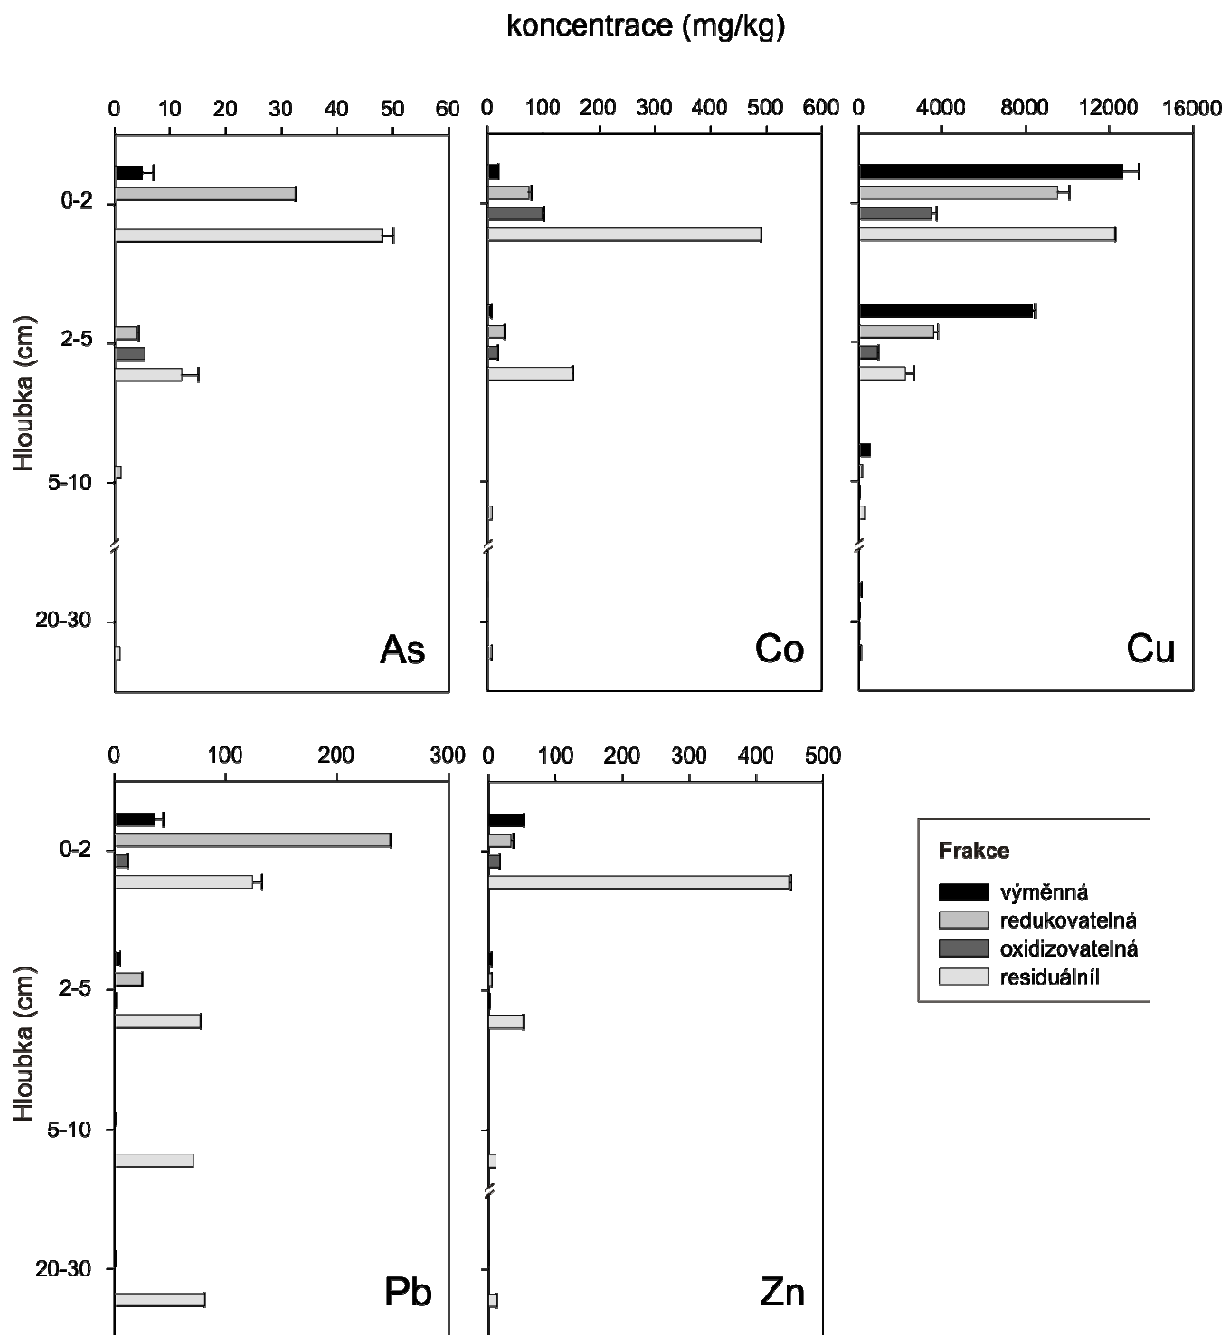 koncentrace (mg/kg)
0 10 20 30 40 50 60
0 100 200 300 400 500 600
0 4000 8000 12000 16000
Hloubka (cm)
0-2
2-5
5-10
20-30
As
Co
Cu
0 100 200 300
0 100 200 300 400 500
Hloubka (cm)
0-2
2-5
5-10
20-30
Pb
Zn
Frakce
výměnná
redukovatelná
oxidizovatelná
residuálníl